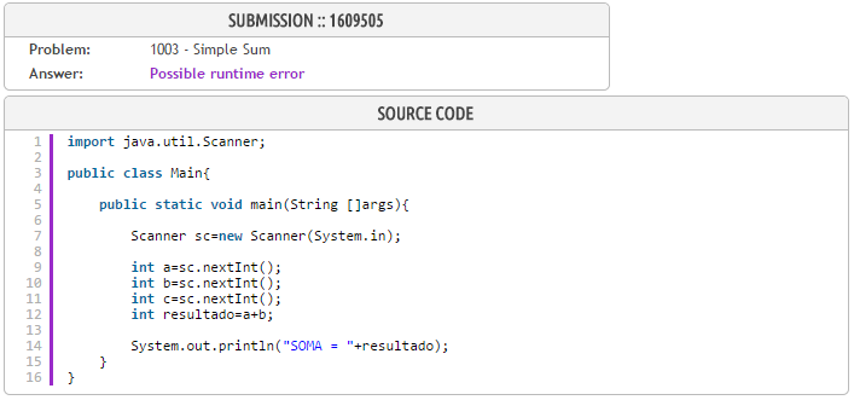 SUBMISSION :: 1609505
Problem: 1003 - Simple Sum
Answer: Possible runtime error
SOURCE CODE
1 import java.util.Scanner;
2
3 public class Main{
4
5     public static void main(String []args){
6
7         Scanner sc=new Scanner(System.in);
8
9         int a=sc.nextInt();
10         int b=sc.nextInt();
11         int c=sc.nextInt();
12         int resultado=a+b;
13
14         System.out.println("SOMA = "+resultado);
15     }
16 }